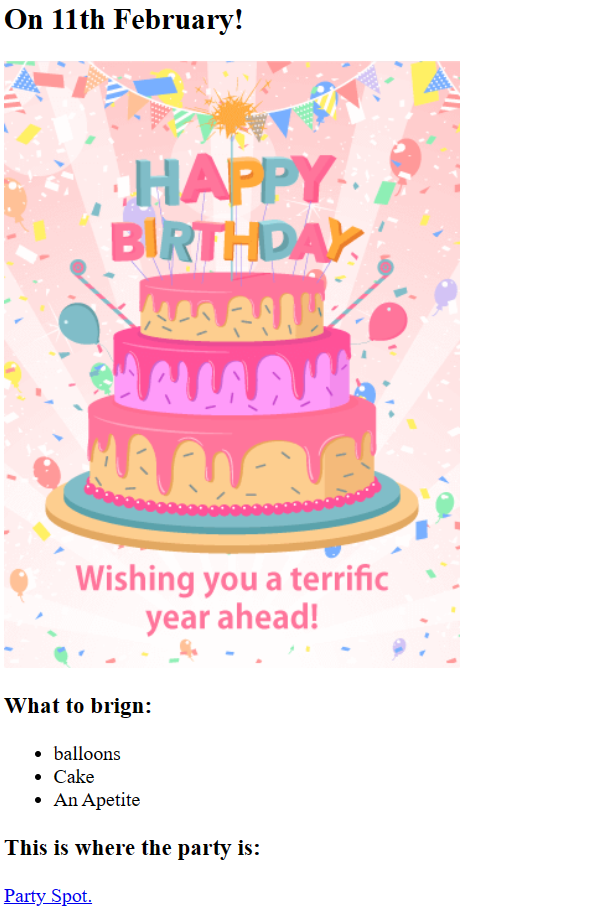 On 11th February!
HAPPY
BIRTHDAY
Wishing you a terrific
year ahead!
What to brign:
balloons
Cake
An Apetite
This is where the party is:
Party Spot.